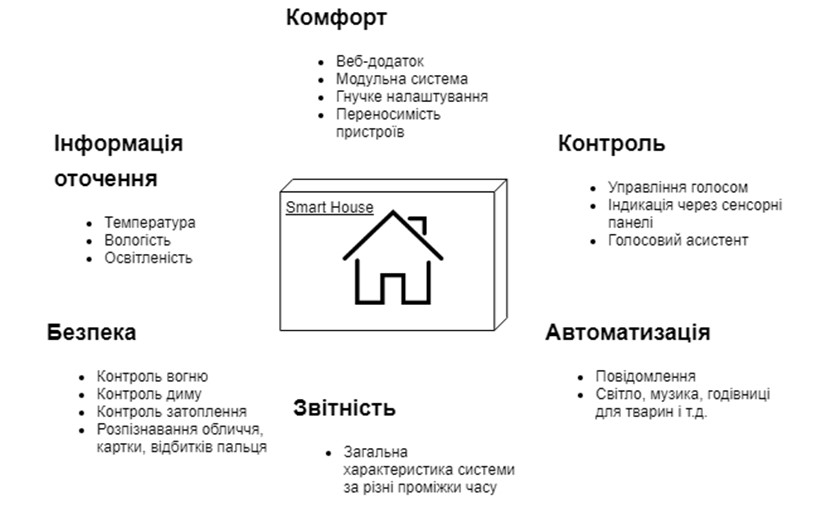 Комфорт
• Веб-додаток
• Модульна система
• Гнучке налаштування
• Переносимість
пристроїв
Інформація
оточення
• Температура
• Вологість
• Освітленість
Smart House
Контроль
• Управління голосом
• Індикація через сенсорні
панелі
• Голосовий асистент
Безпека
• Контроль вогню
• Контроль диму
• Контроль затоплення
• Розпізнавання обличчя,
картки, відбитків пальця
Звітність
• Загальна
характеристика системи
за різні проміжки часу
Автоматизація
• Повідомлення
• Світло, музика, годівниці
для тварин і т.д.